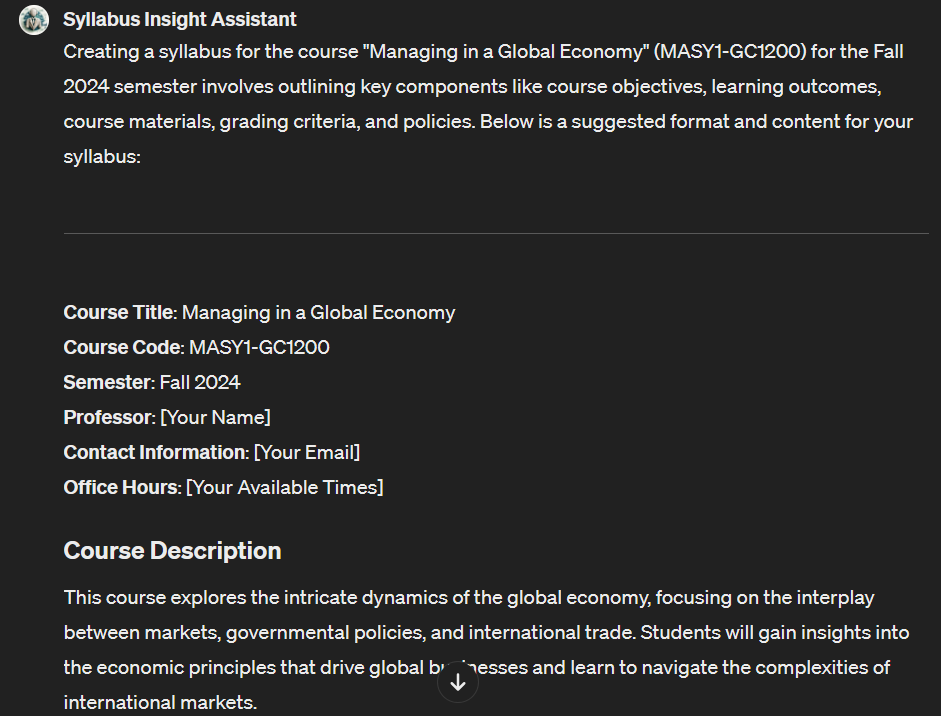 Syllabus Insight Assistant
Creating a syllabus for the course "Managing in a Global Economy" (MASY1-GC1200) for the Fall
2024 semester involves outlining key components like course objectives, learning outcomes,
course materials, grading criteria, and policies. Below is a suggested format and content for your
syllabus:
Course Title: Managing in a Global Economy
Course Code: MASY1-GC1200
Semester: Fall 2024
Professor: [Your Name]
Contact Information: [Your Email]
Office Hours: [Your Available Times]
Course Description
This course explores the intricate dynamics of the global economy, focusing on the interplay
between markets, governmental policies, and international trade. Students will gain insights into
the economic principles that drive global businesses and learn to navigate the complexities of
international markets.